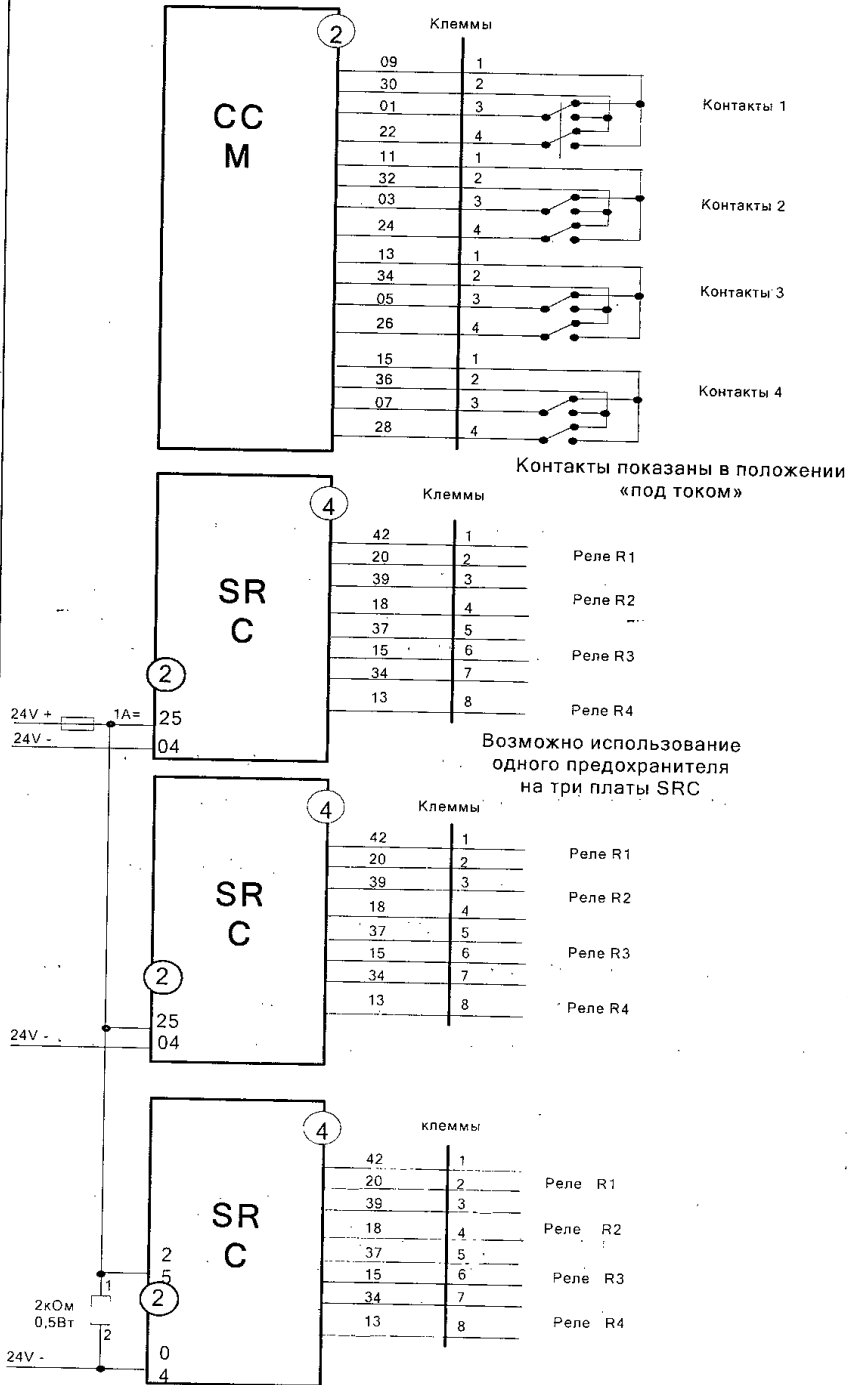 Клеммы
2
CC
M
09 1
30 2
01 3
22 4
Контакты 1
11 1
32 2
03 3
24 4
Контакты 2
13 1
34 2
05 3
26 4
Контакты 3
15 1
36 2
07 3
28 4
Контакты 4
Контакты показаны в положении
«под током»
Клеммы
4
SR
C
2
42 1
20 2
Реле R1
39 3
18 4
Реле R2
37 5
15 6
Реле R3
34 7
13 8
Реле R4
24V + 1A= 25
24V - 04
Возможно использование
одного предохранителя
на три платы SRC
Клеммы
4
SR
C
2
42 1
20 2
Реле R1
39 3
18 4
Реле R2
37 5
15 6
Реле R3
34 7
13 8
Реле R4
25
24V - 04
клеммы
4
SR
C
42 1
20 2
Реле R1
39 3
18 4
Реле R2
37 5
15 6
Реле R3
34 7
13 8
Реле R4
2
5
2
1
2кОм
0,5Вт
2
24V -
0
4